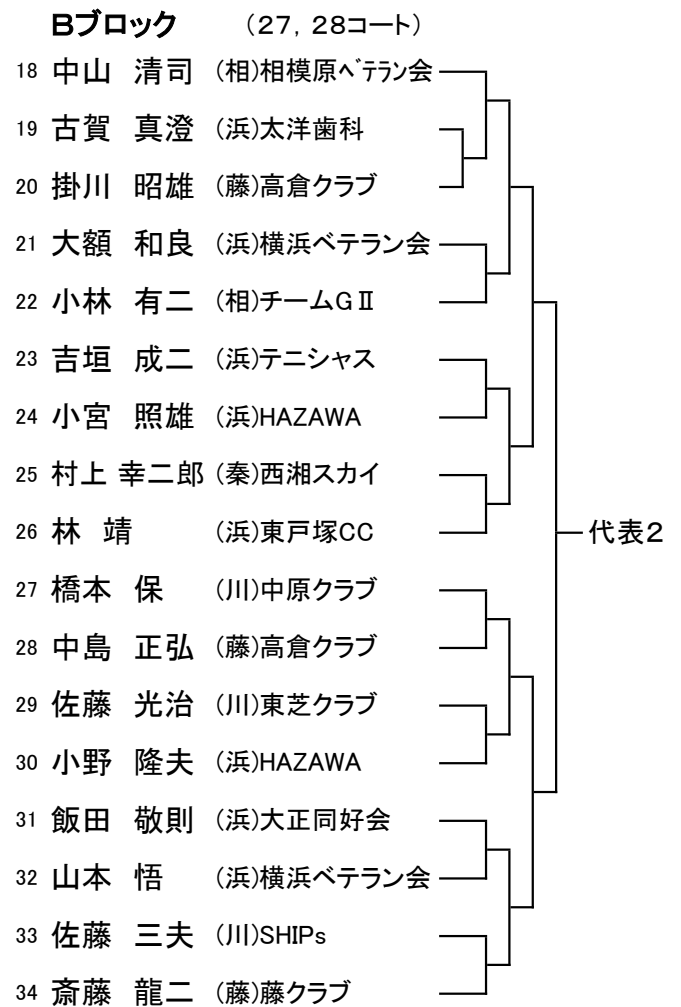 Bブロック (27, 28コート)
18 中山 清司 (相)相模原ﾍﾞﾃﾗﾝ会
19 古賀 真澄 (浜)太洋歯科
20 掛川 昭雄 (藤)高倉クラブ
21 大額 和良 (浜)横浜ベテラン会
22 小林 有二 (相)チームGⅡ
23 吉垣 成二 (浜)テニシャス
24 小宮 照雄 (浜)HAZAWA
25 村上 幸二郎 (秦)西湘スカイ
26 林 靖 (浜)東戸塚CC
代表2
27 橋本 保 (川)中原クラブ
28 中島 正弘 (藤)高倉クラブ
29 佐藤 光治 (川)東芝クラブ
30 小野 隆夫 (浜)HAZAWA
31 飯田 敬則 (浜)大正同好会
32 山本 悟 (浜)横浜ベテラン会
33 佐藤 三夫 (川)SHIPs
34 斎藤 龍二 (藤)藤クラブ